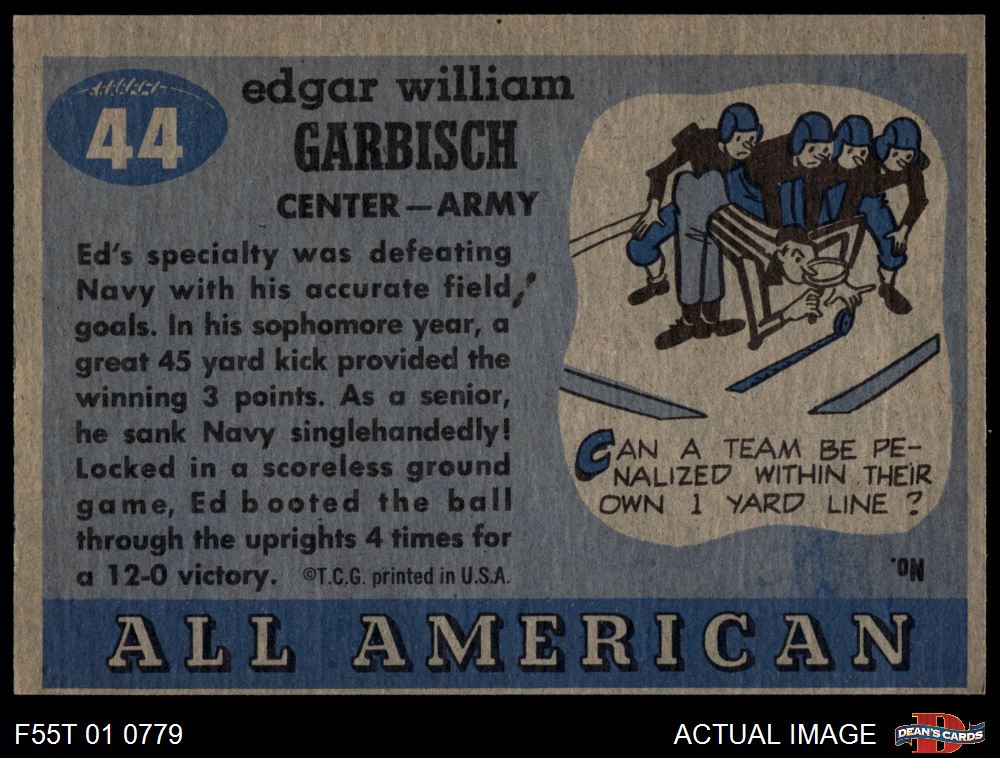 44
edgar william
GARBISCH
CENTER—ARMY
Ed's specialty was defeating
Navy with his accurate field
goals. In his sophomore year, a
great 45 yard kick provided the
winning 3 points. As a senior,
he sank Navy singlehandedly!
Locked in a scoreless ground
game, Ed booted the ball
through the uprights 4 times for
a 12-0 victory. ©T.C.G. printed in U.S.A.
CAN A TEAM BE PE-
NALIZED WITHIN THEIR
OWN 1 YARD LINE?
No.
ALL AMERICAN
F55T 01 0779
ACTUAL IMAGE
D
DEAN'S CARDS